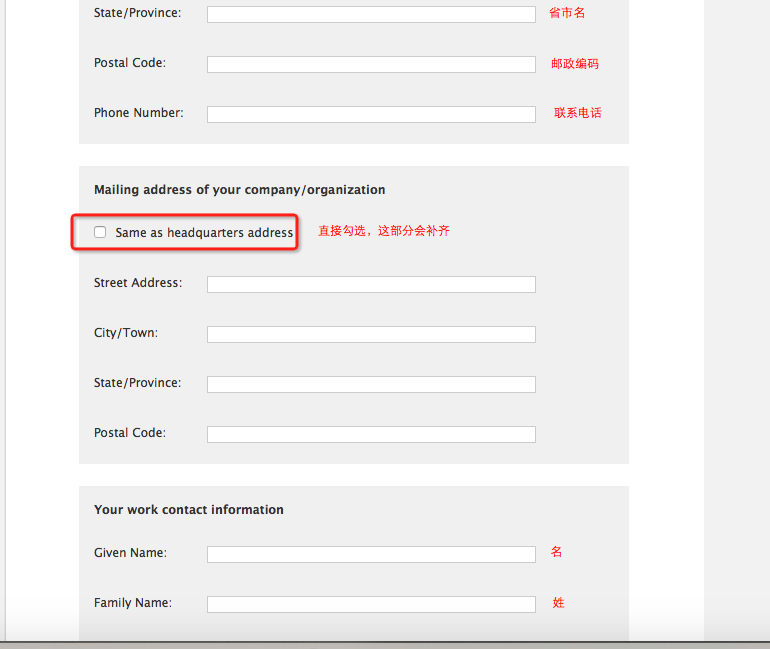 State/Province: 省市名
Postal Code: 邮政编码
Phone Number: 联系电话
Mailing address of your company/organization
Same as headquarters address 直接勾选，这部分会补齐
Street Address:
City/Town:
State/Province:
Postal Code:
Your work contact information
Given Name: 名
Family Name: 姓